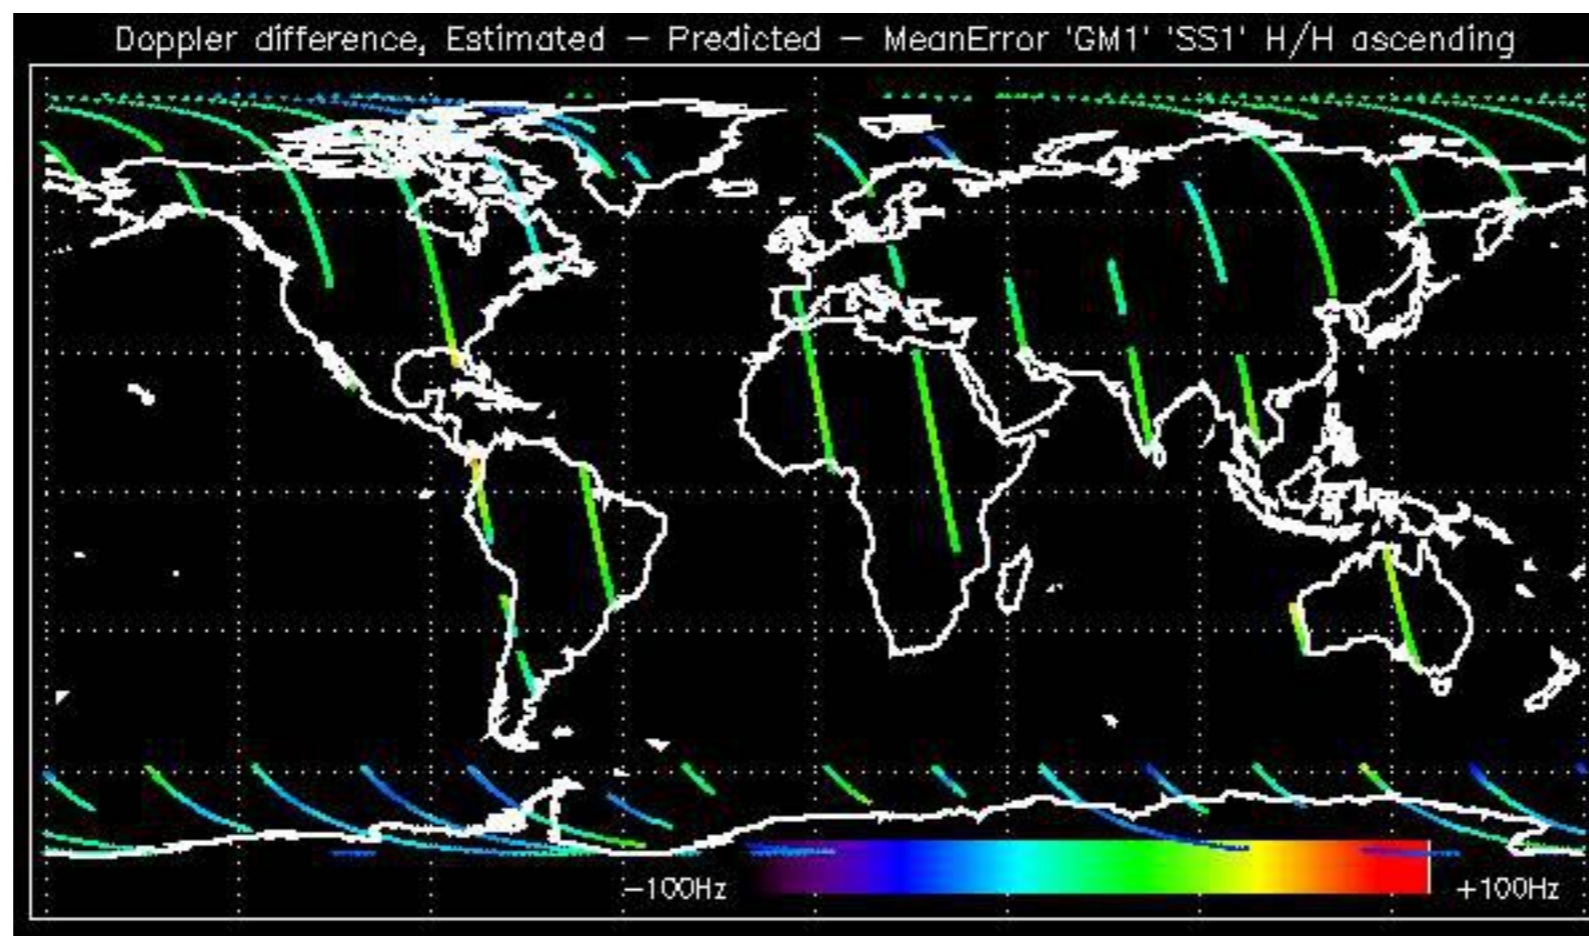 Doppler difference, Estimated — Predicted — MeanError 'GM1' 'SS1' H/H ascending
-100Hz +100Hz